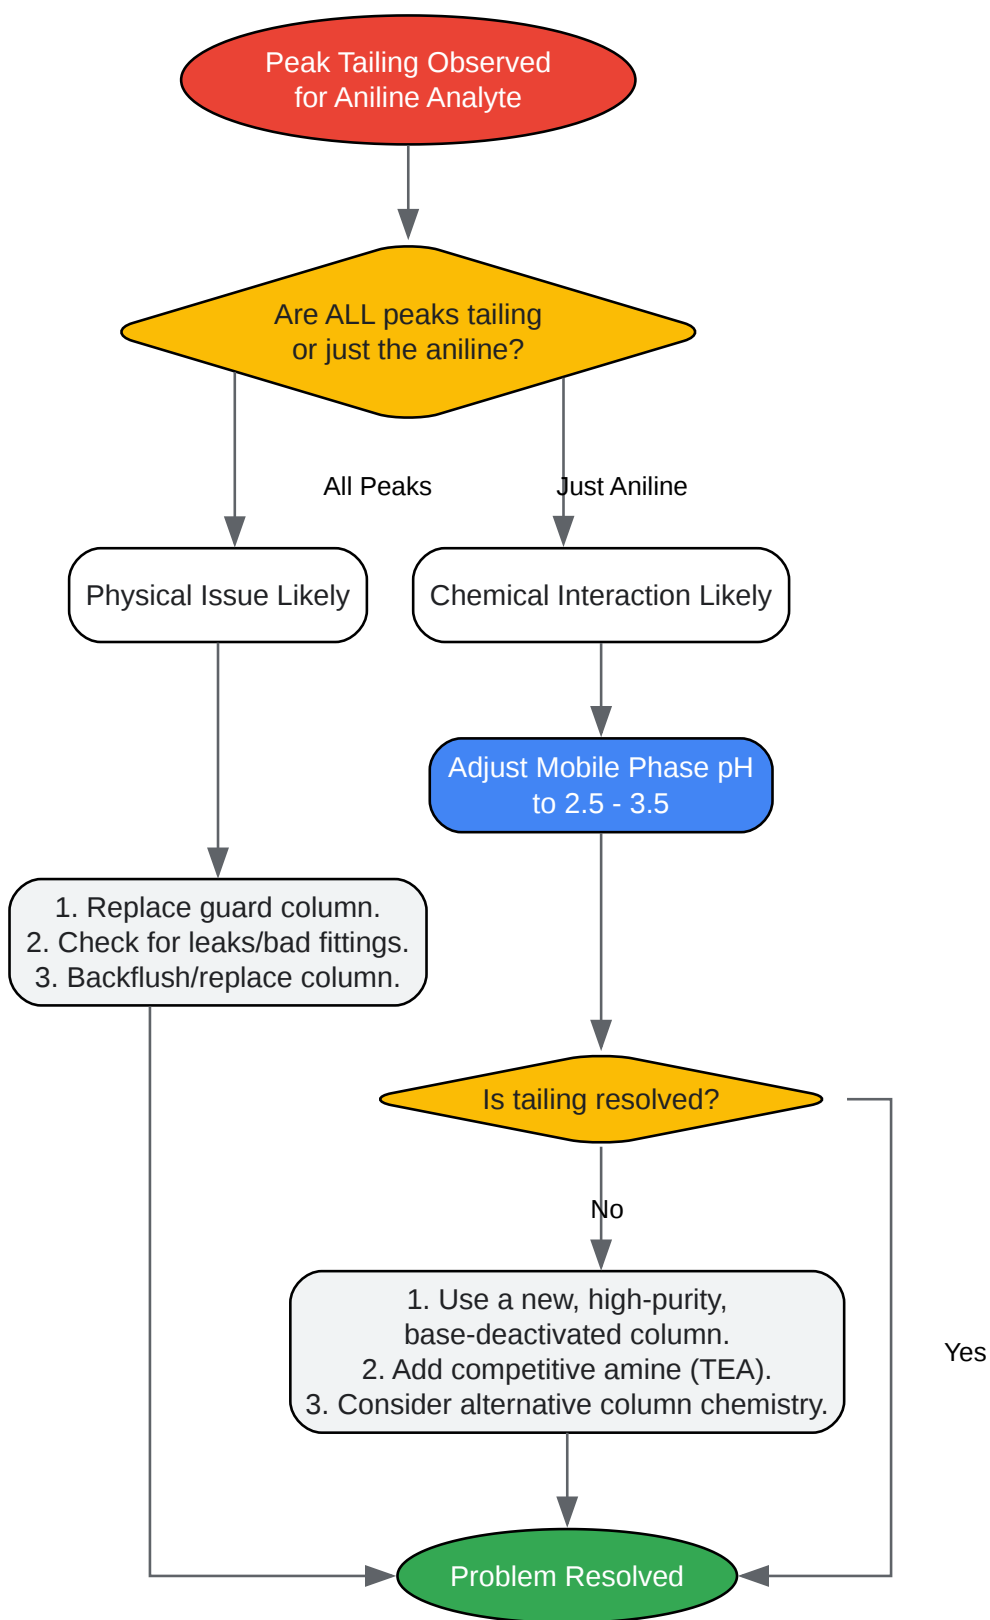 Peak Tailing Observed
for Aniline Analyte
Are ALL peaks tailing
or just the aniline?
All Peaks
Just Aniline
Physical Issue Likely
Chemical Interaction Likely
Adjust Mobile Phase pH
to 2.5 - 3.5
1. Replace guard column.
2. Check for leaks/bad fittings.
3. Backflush/replace column.
Is tailing resolved?
No
1. Use a new, high-purity,
base-deactivated column.
2. Add competitive amine (TEA).
3. Consider alternative column chemistry.
Yes
Problem Resolved